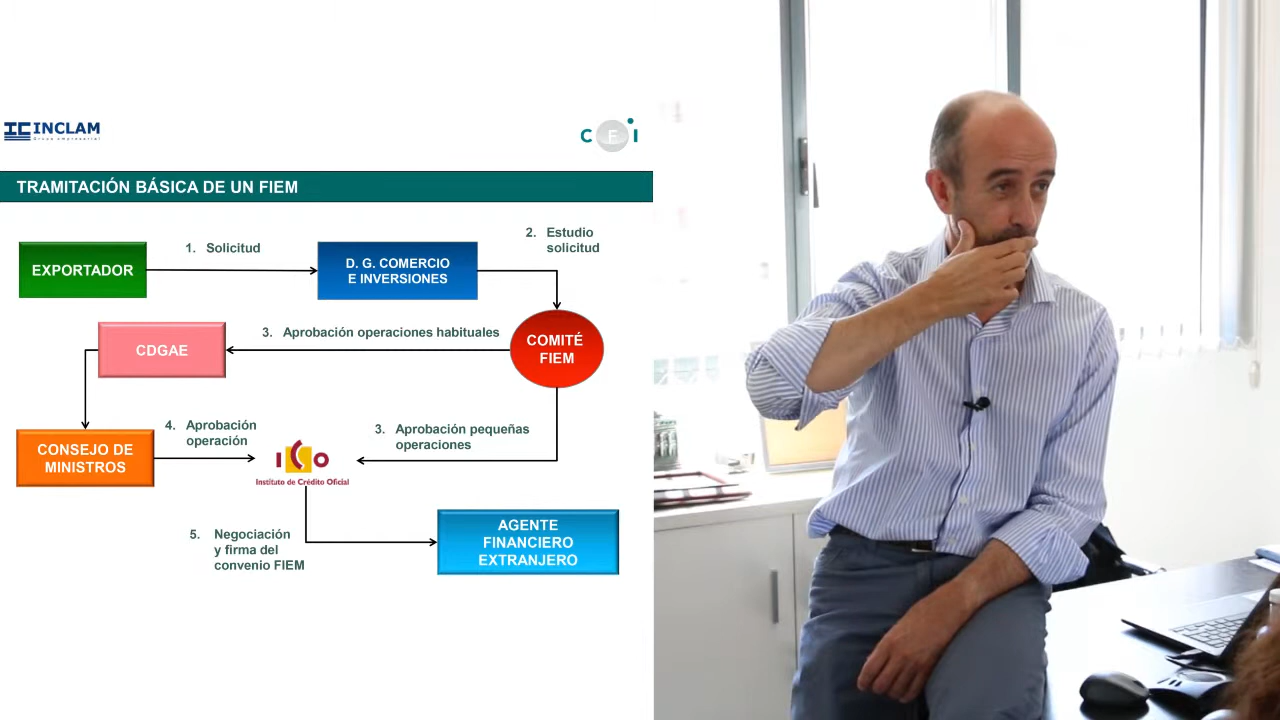 INCLAM
Grupo empresarial
CFi
TRAMITACIÓN BÁSICA DE UN FIEM
EXPORTADOR
1. Solicitud
D. G. COMERCIO
E INVERSIONES
2. Estudio
solicitud
COMITÉ
FIEM
3. Aprobación operaciones habituales
CDGAE
CONSEJO DE
MINISTROS
4. Aprobación
operación
3. Aprobación pequeñas
operaciones
ICO
Instituto de Crédito Oficial
5. Negociación
y firma del
convenio FIEM
AGENTE
FINANCIERO
EXTRANJERO